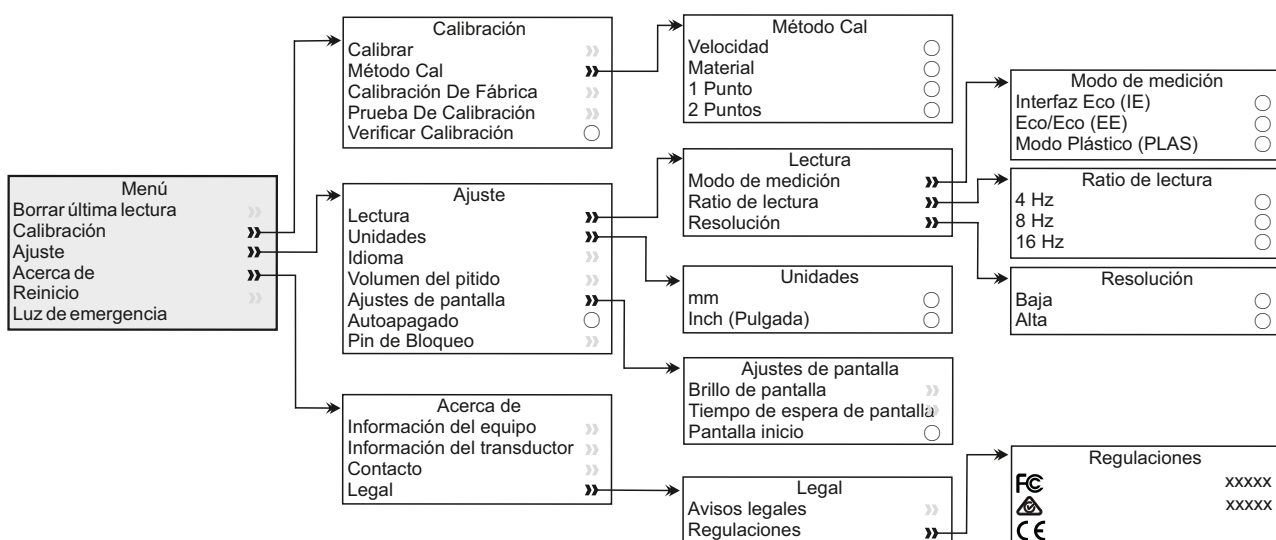 Menú
Borrar última lectura
Calibración
Ajuste
Acerca de
Reinicio
Luz de emergencia
Calibración
Calibrar
Método Cal
Calibración De Fábrica
Prueba De Calibración
Verificar Calibración
Ajuste
Lectura
Unidades
Idioma
Volumen del pitido
Ajustes de pantalla
Autoapagado
Pin de Bloqueo
Acerca de
Información del equipo
Información del transductor
Contacto
Legal
Método Cal
Velocidad
Material
1 Punto
2 Puntos
Lectura
Modo de medición
Ratio de lectura
Resolución
Unidades
mm
Inch (Pulgada)
Ajustes de pantalla
Brillo de pantalla
Tiempo de espera de pantalla
Pantalla inicio
Legal
Avisos legales
Regulaciones
Modo de medición
Interfaz Eco (IE)
Eco/Eco (EE)
Modo Plástico (PLAS)
Ratio de lectura
4 Hz
8 Hz
16 Hz
Resolución
Baja
Alta
Regulaciones
FC xxxxx
xxxxx
CE